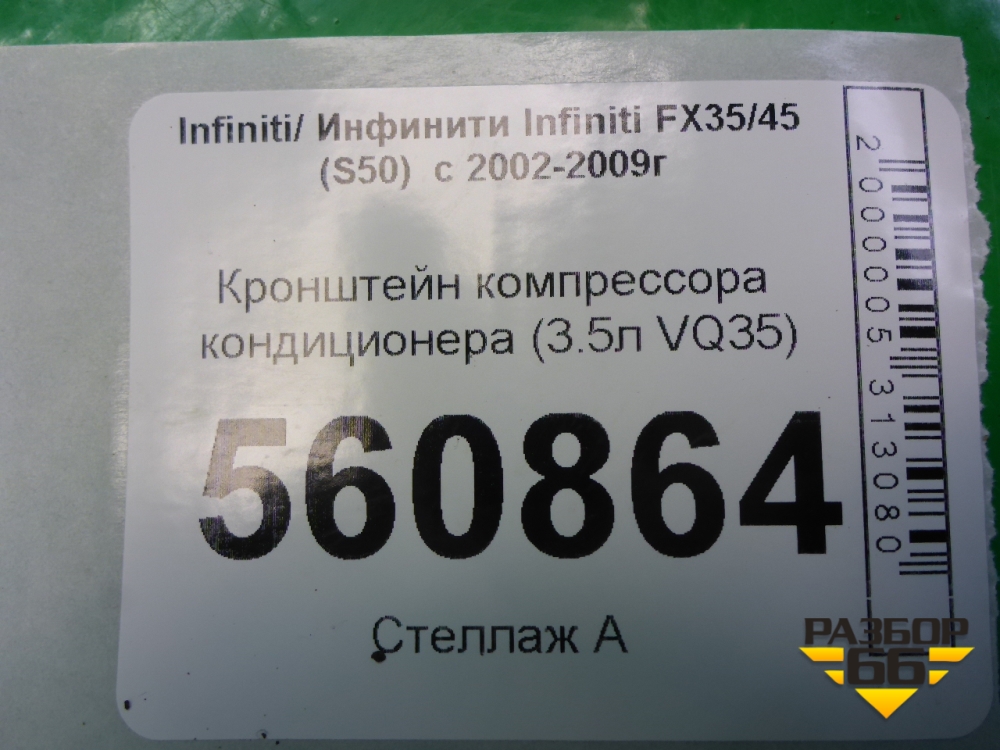 Infiniti/ Инфинити Infiniti FX35/45
(S50) с 2002-2009г
Кронштейн компрессора
кондиционера (3.5л VQ35)
560864
Стеллаж А
2000005313080
РАЗБОР
66